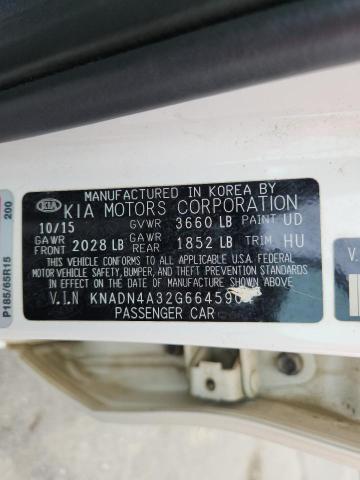 MANUFACTURED IN KOREA BY
KIA KIA MOTORS CORPORATION
10/15 GVWR 3660 LB PAINT UD
GAWR FRONT 2028 LB GAWR REAR 1852 LB TRIM HU
THIS VEHICLE CONFORMS TO ALL APPLICABLE U.S.A. FEDERAL
MOTOR VEHICLE SAFETY, BUMPER, AND THEFT PREVENTION
STANDARDS IN EFFECT ON THE DATE OF MANUFACTURE SHOWN ABOVE.
V.I.N KNADN4A32G664590
PASSENGER CAR
P185/65R15
200
V.